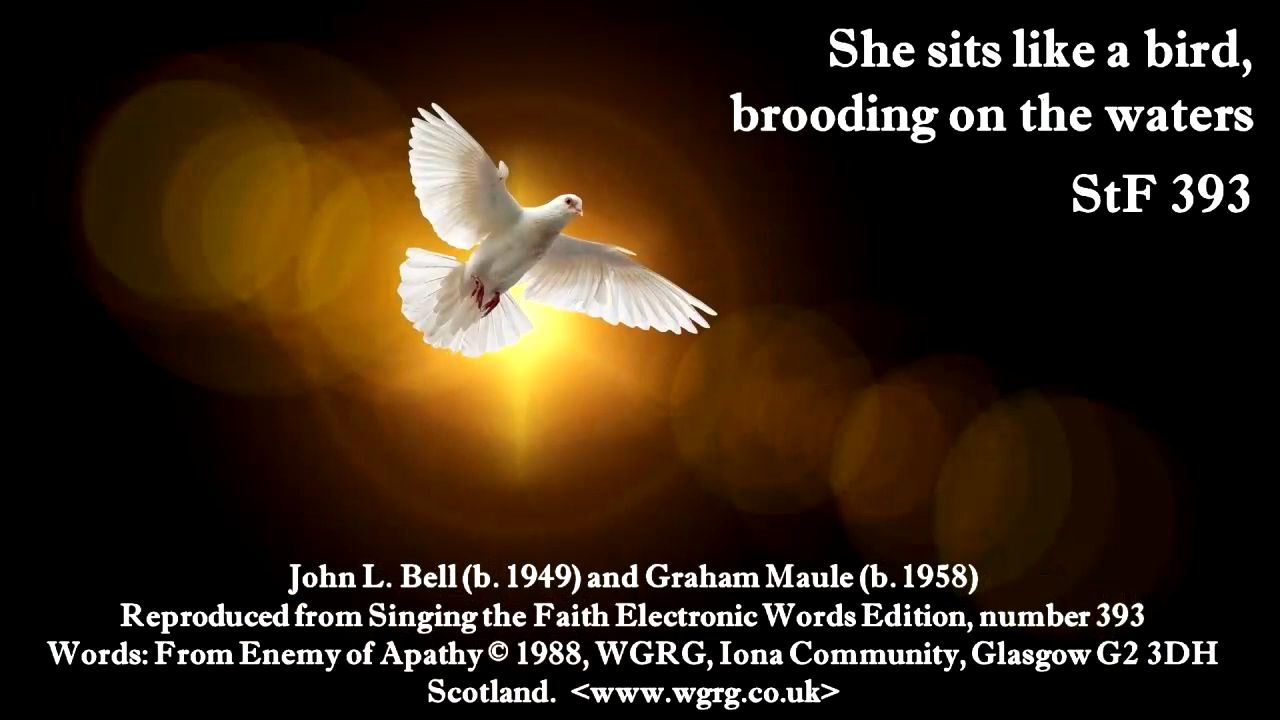 She sits like a bird,
brooding on the waters
StF 393
John L. Bell (b. 1949) and Graham Maule (b. 1958)
Reproduced from Singing the Faith Electronic Words Edition, number 393
Words: From Enemy of Apathy © 1988, WGRG, Iona Community, Glasgow G2 3DH
Scotland. <www.wgrg.co.uk>